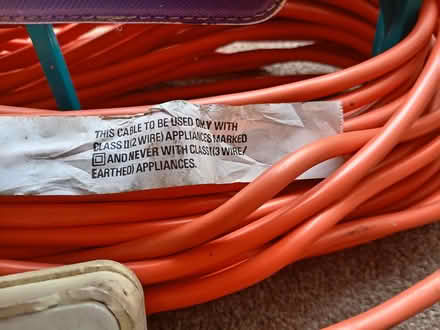 THIS CABLE TO BE USED ONLY WITH
CLASS II(2 WIRE) APPLIANCES MARKED
AND NEVER WITH CLASS I(3 WIRE/
EARTHED) APPLIANCES.